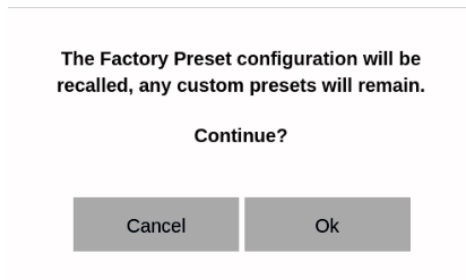 The Factory Preset configuration will be
recalled, any custom presets will remain.
Continue?
Cancel Ok